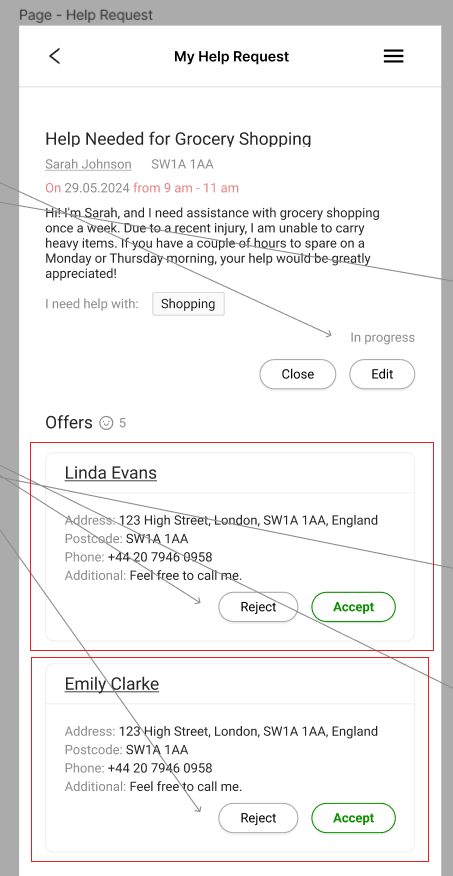 Page - Help Request
My Help Request
Help Needed for Grocery Shopping
Sarah Johnson SW1A 1AA
On 29.05.2024 from 9 am - 11 am
Hi! I'm Sarah, and I need assistance with grocery shopping
once a week. Due to a recent injury, I am unable to carry
heavy items. If you have a couple of hours to spare on a
Monday or Thursday morning, your help would be greatly
appreciated!
I need help with: Shopping
In progress
Close Edit
Offers 5
Linda Evans
Address: 123 High Street, London, SW1A 1AA, England
Postcode: SW1A 1AA
Phone: +44 20 7946 0958
Additional: Feel free to call me.
Reject Accept
Emily Clarke
Address: 123 High Street, London, SW1A 1AA, England
Postcode: SW1A 1AA
Phone: +44 20 7946 0958
Additional: Feel free to call me.
Reject Accept